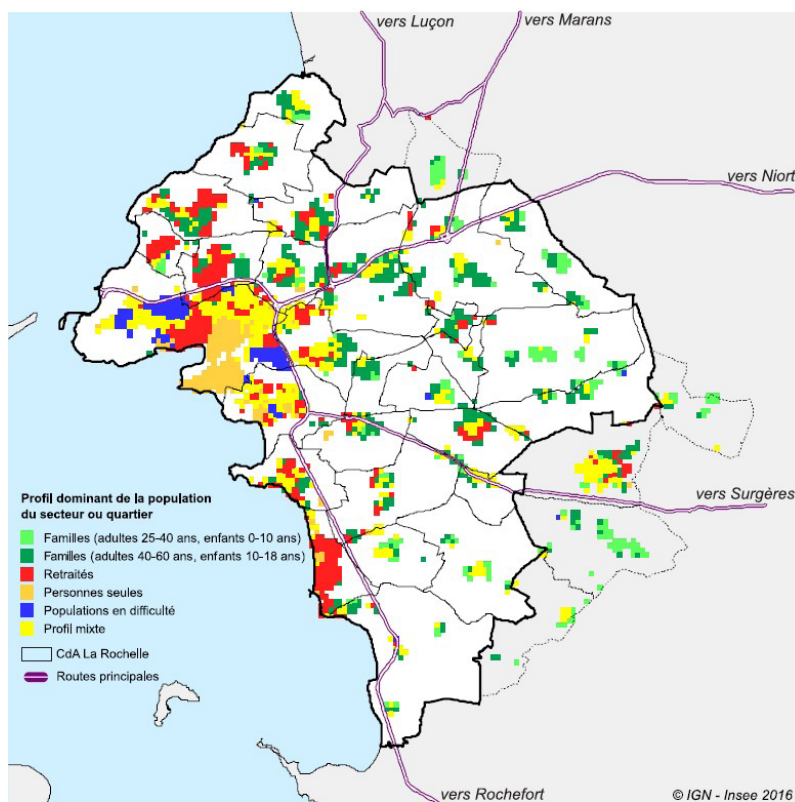 vers Luçon
vers Marans
vers Niort
Profil dominant de la population
du secteur ou quartier
Familles (adultes 25-40 ans, enfants 0-10 ans)
Familles (adultes 40-60 ans, enfants 10-18 ans)
Retraités
Personnes seules
Populations en difficulté
Profil mixte
CdA La Rochelle
Routes principales
vers Surgères
vers Rochefort
© IGN - Insee 2016